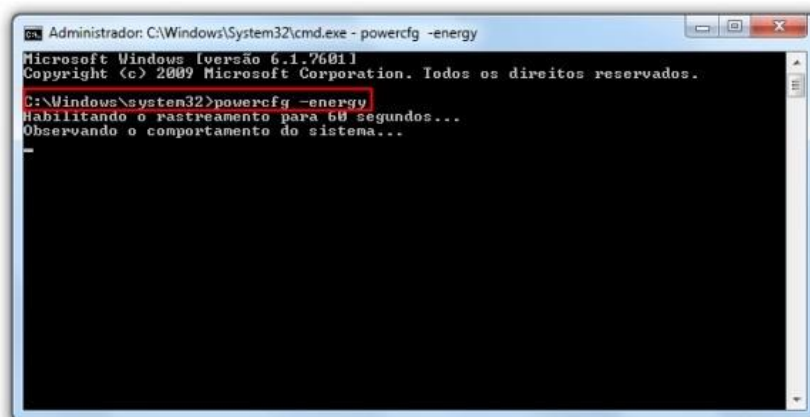 Administrador: C:\Windows\System32\cmd.exe - powercfg -energy
Microsoft Windows [versão 6.1.7601]
Copyright (c) 2009 Microsoft Corporation. Todos os direitos reservados.
C:\Windows\system32>powercfg -energy
Habilitando o rastreamento para 60 segundos...
Observando o comportamento do sistema...